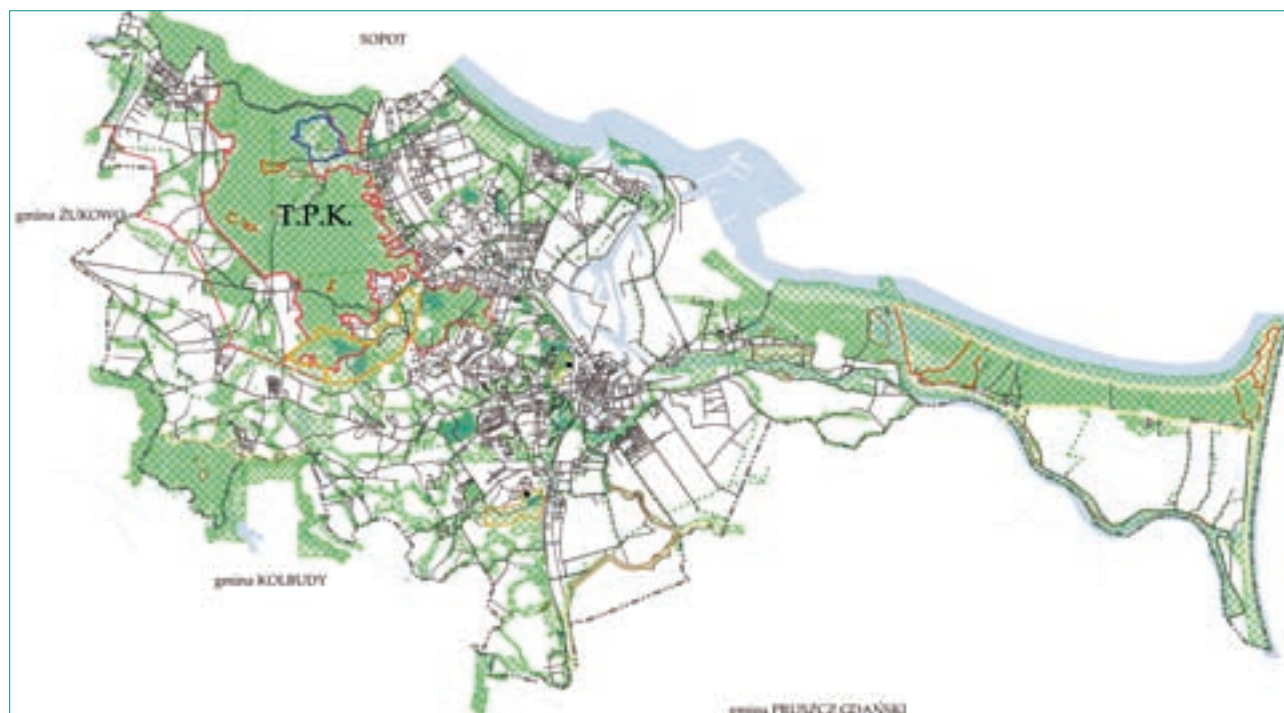 SOPOT
gmina ŻUKOWO
T.P.K.
gmina KOLBUDY
gmina PRUSZCZ GDAŃSKI